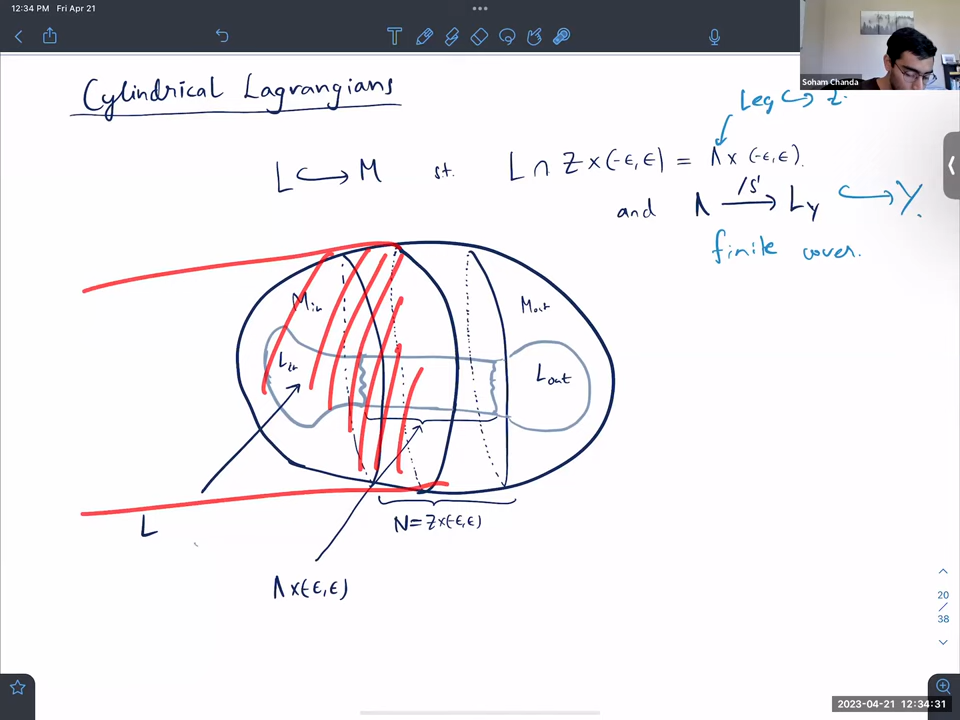 12:34 PM Fri Apr 21
Soham Chanda
Cylindrical Lagrangians
Leg ↪ Z.
L ↪ M st. L ∩ Z × (-ϵ, ϵ) = Λ × (-ϵ, ϵ).
and Λ /S¹ → L_Y ↪ Y.
finite cover.
M_in
M_out
L_in
L_out
N = Z × (-ϵ, ϵ)
L
Λ × (-ϵ, ϵ)
20
/
38
2023-04-21 12:34:31